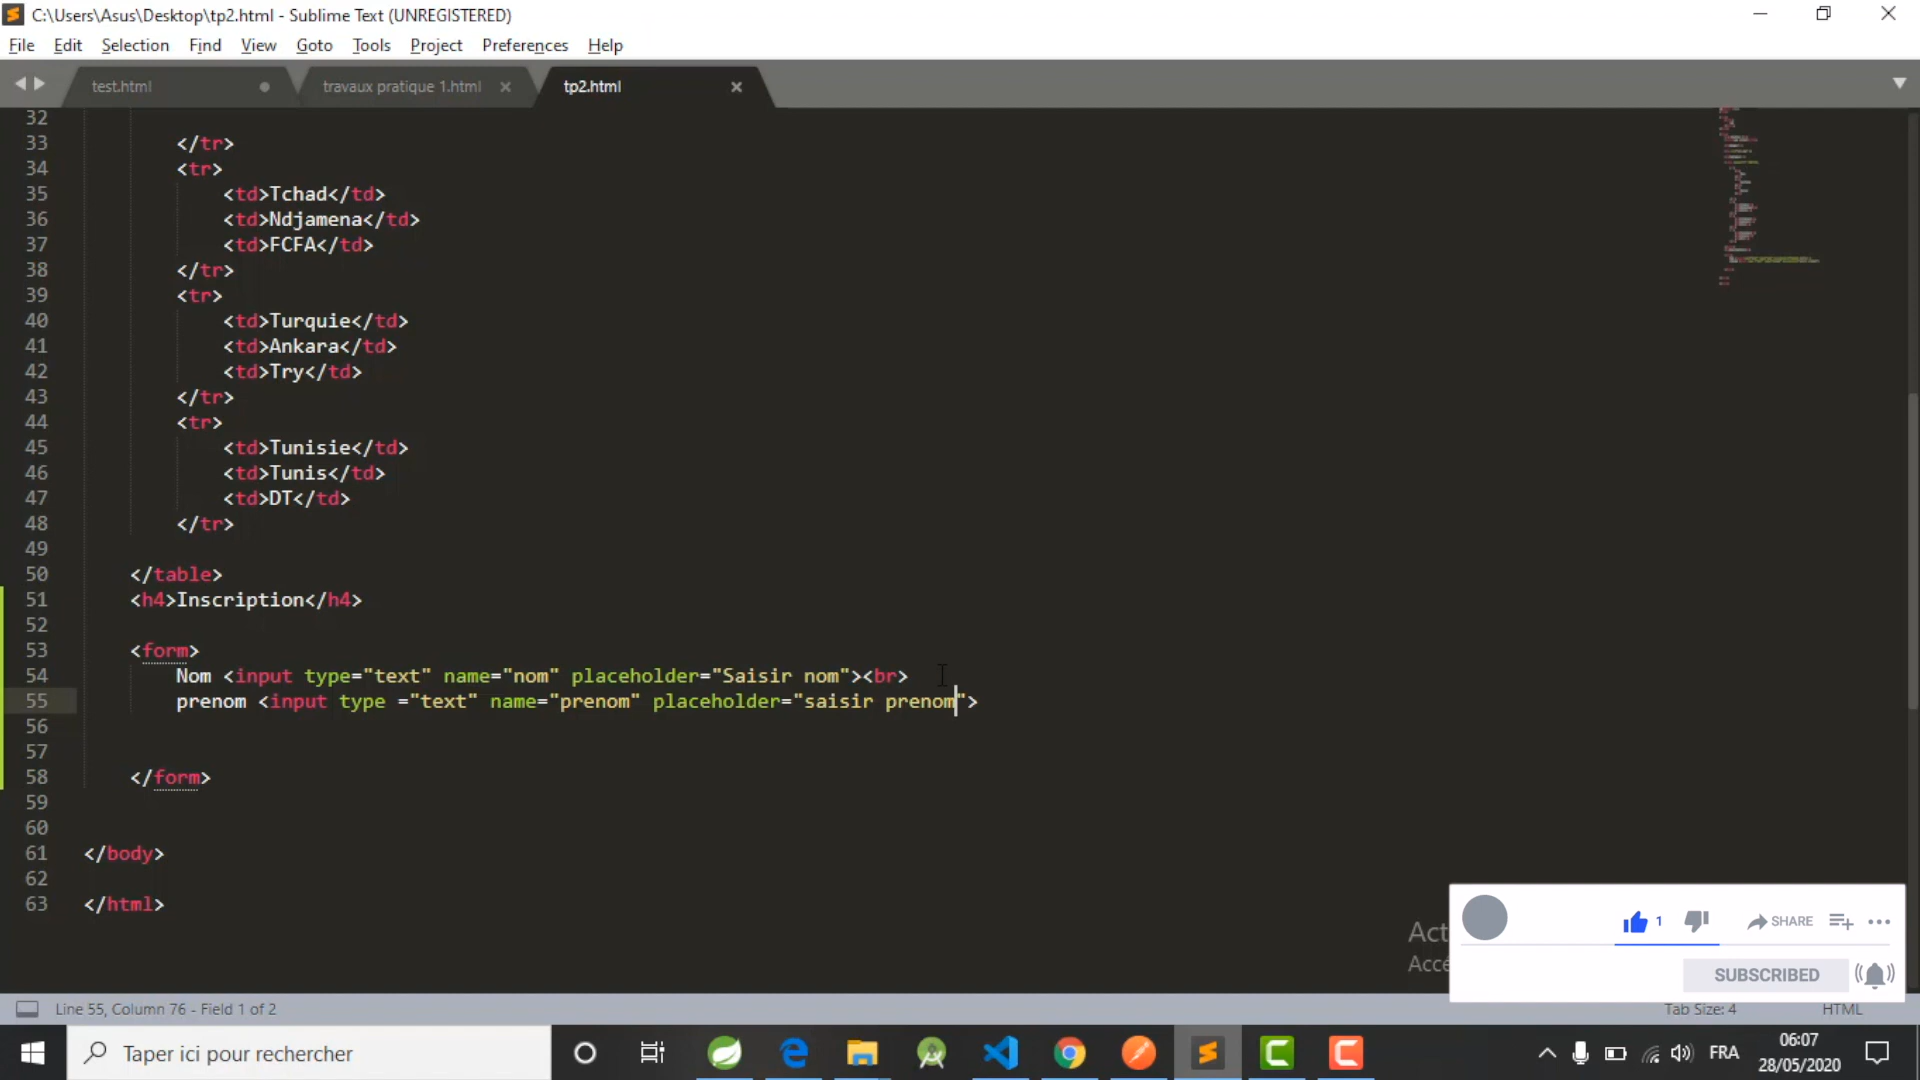 C:\Users\Asus\Desktop\tp2.html - Sublime Text (UNREGISTERED)
File Edit Selection Find View Goto Tools Project Preferences Help
test.html travaux pratique 1.html tp2.html
32
33 </tr>
34 <tr>
35 <td>Tchad</td>
36 <td>Ndjamena</td>
37 <td>FCFA</td>
38 </tr>
39 <tr>
40 <td>Turquie</td>
41 <td>Ankara</td>
42 <td>Try</td>
43 </tr>
44 <tr>
45 <td>Tunisie</td>
46 <td>Tunis</td>
47 <td>DT</td>
48 </tr>
49
50 </table>
51 <h4>Inscription</h4>
52
53 <form>
54 Nom <input type="text" name="nom" placeholder="Saisir nom"><br>
55 prenom <input type ="text" name="prenom" placeholder="saisir prenom">
56
57
58 </form>
59
60
61 </body>
62
63 </html>
Act
Accé
1 SHARE
SUBSCRIBED
Line 55, Column 76 - Field 1 of 2 Tab Size: 4 HTML
Taper ici pour rechercher FRA 06:07
28/05/2020